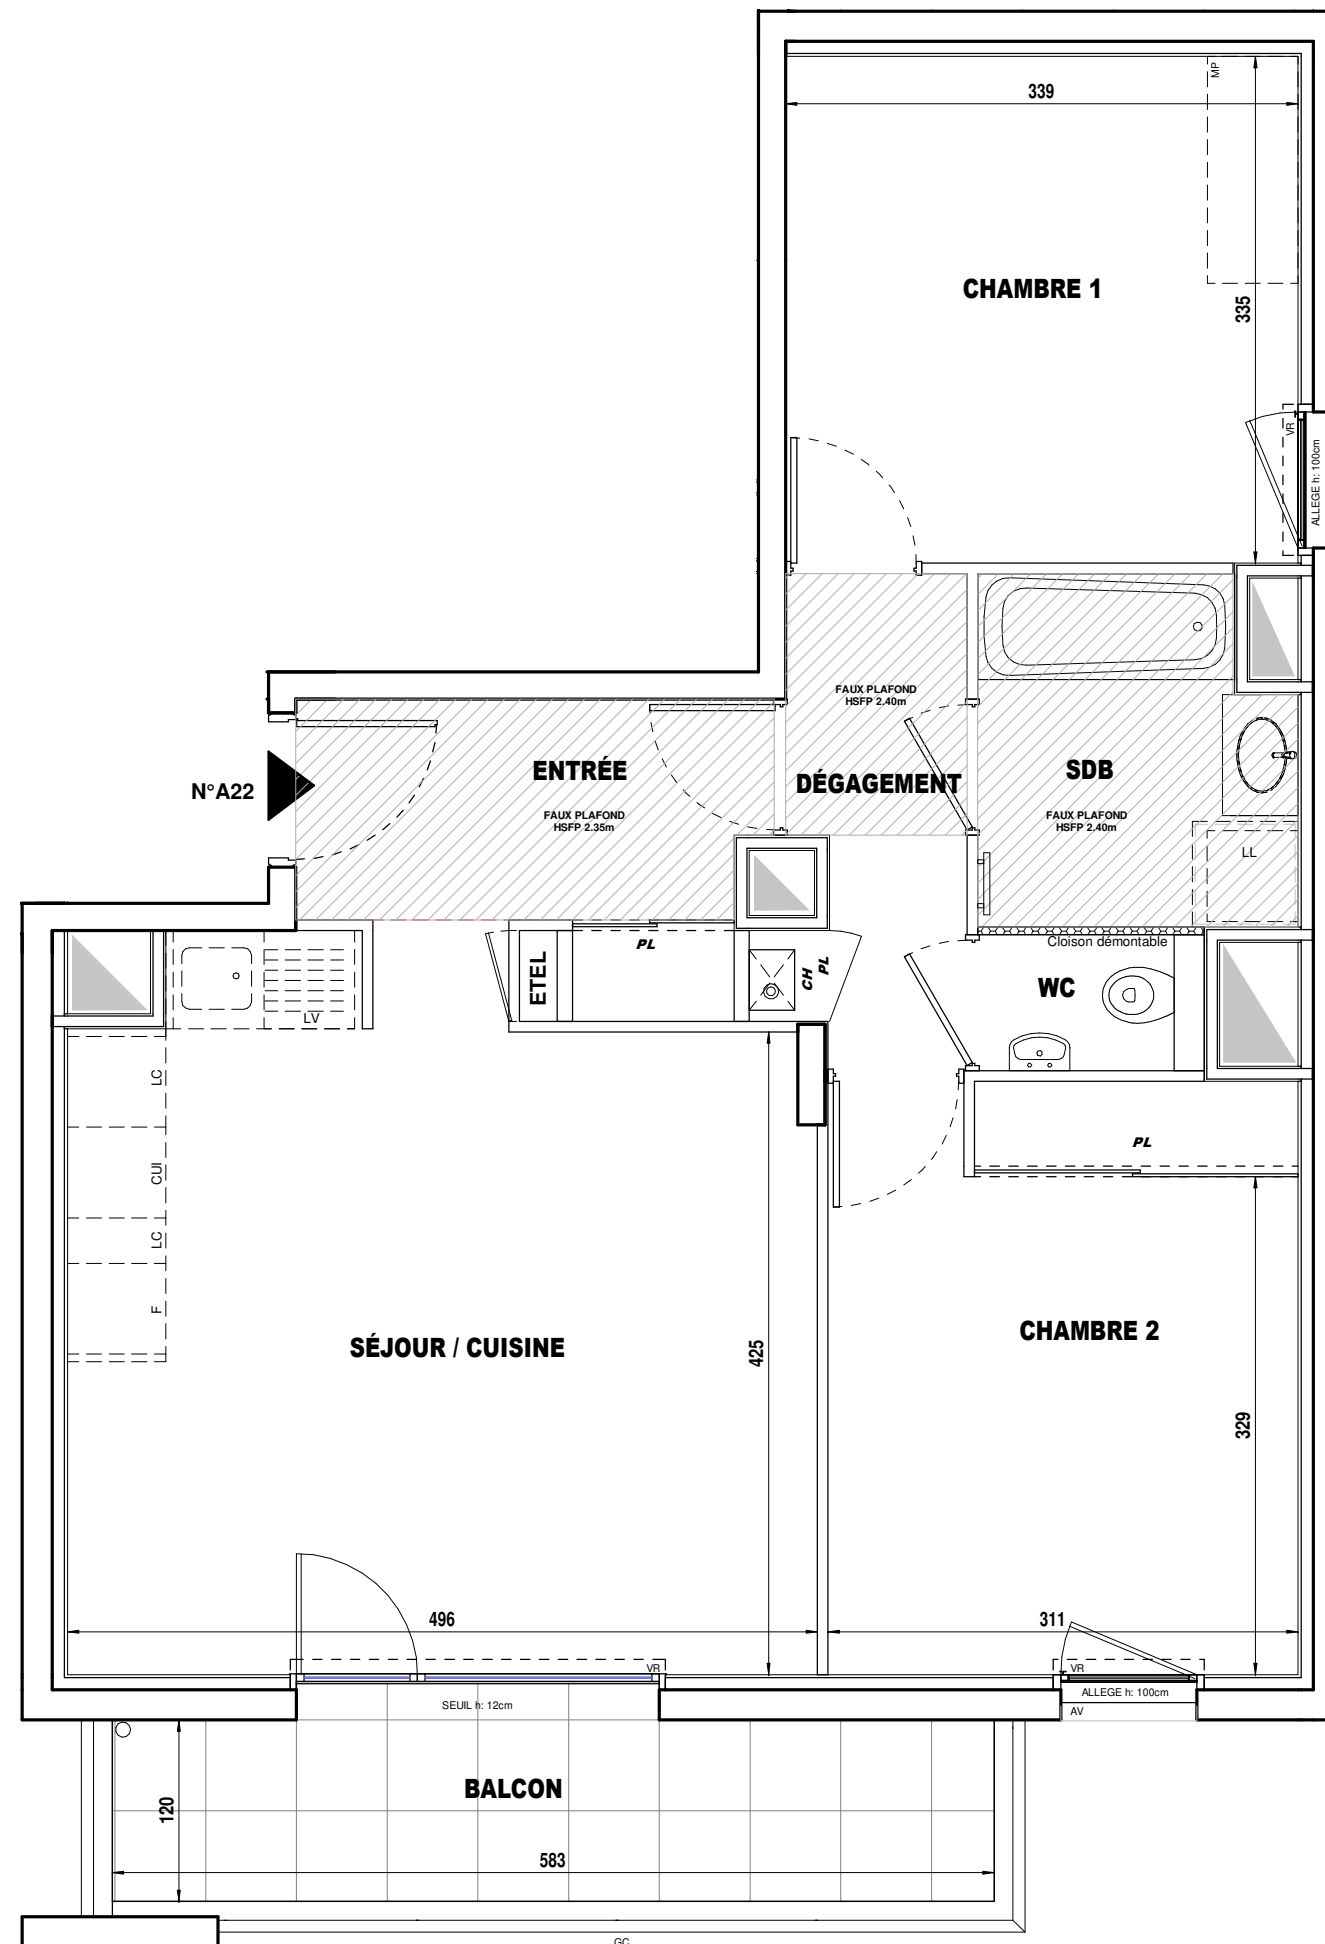 339
MP
CHAMBRE 1
335
VR
ALLEGE h: 100cm
FAUX PLAFOND
HSFP 2.40m
N°A22
ENTRÉE
FAUX PLAFOND
HSFP 2.35m
DÉGAGEMENT
SDB
FAUX PLAFOND
HSFP 2.40m
LL
Cloison démontable
PL
ETEL
CH
PL
WC
LV
LC
CUI
LC
F
PL
SÉJOUR / CUISINE
425
CHAMBRE 2
329
496
311
VR
VR
SEUIL h: 12cm
ALLEGE h: 100cm
AV
BALCON
120
583
GC